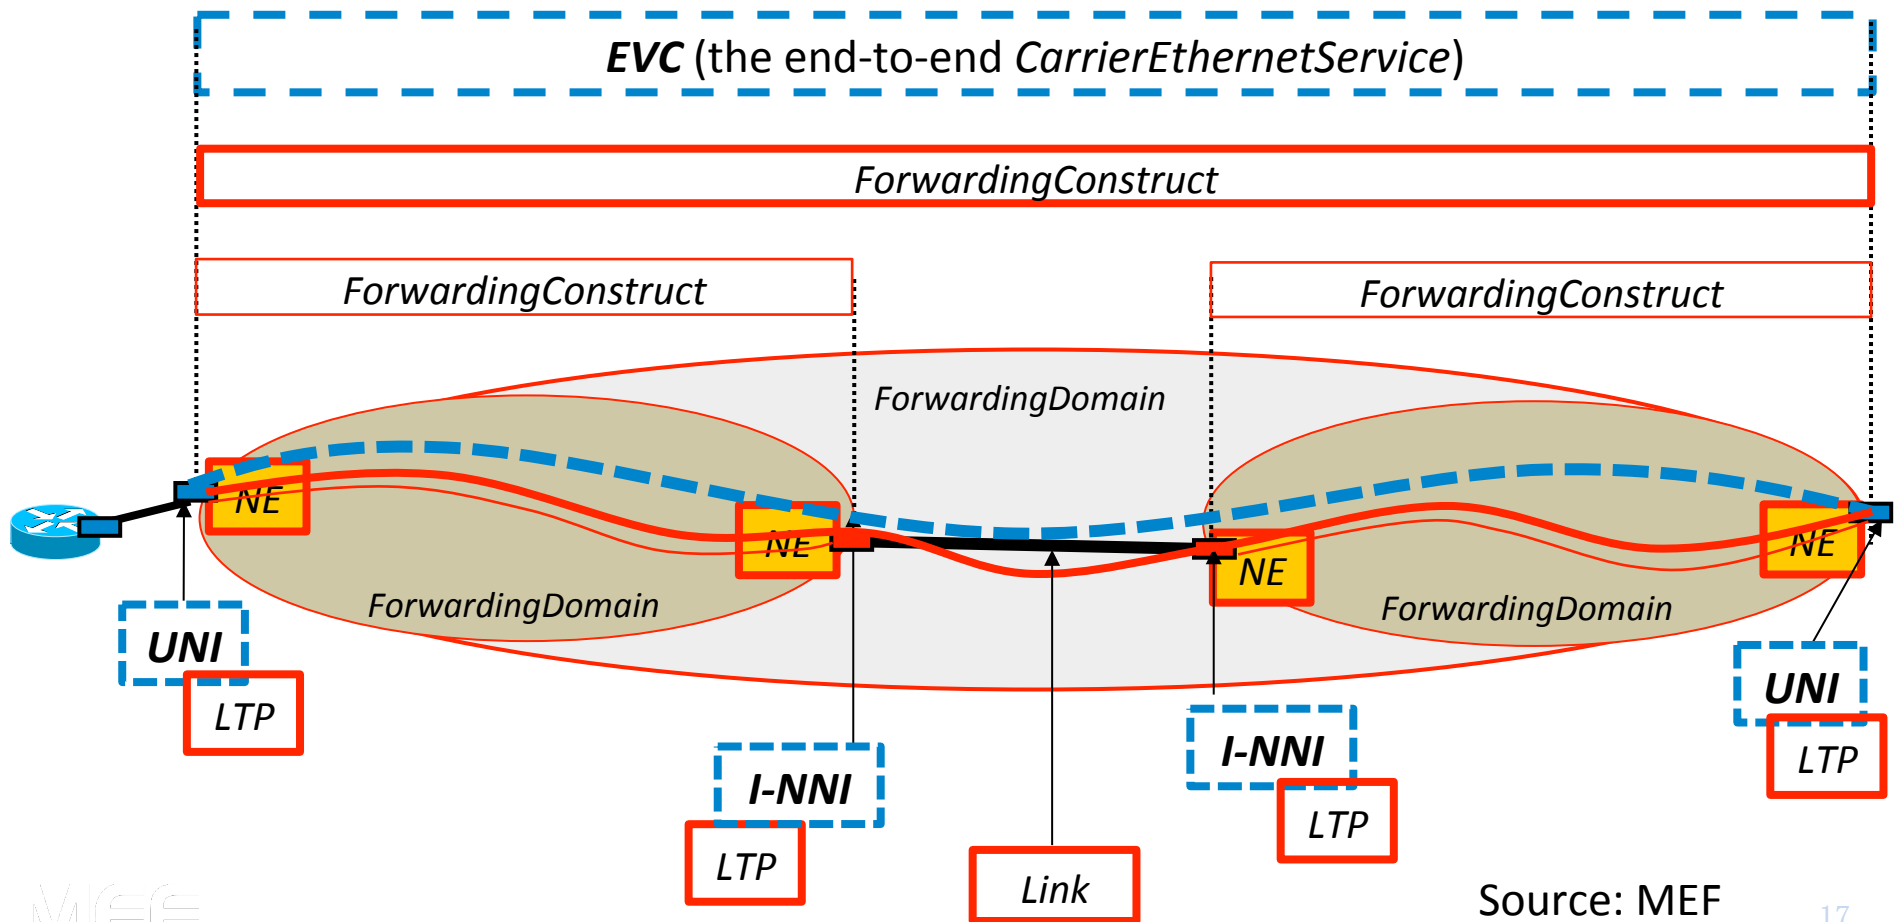 EVC (the end-to-end CarrierEthernetService)
ForwardingConstruct
ForwardingConstruct
ForwardingConstruct
ForwardingDomain
NE
NE
NE
NE
ForwardingDomain
ForwardingDomain
UNI
LTP
UNI
LTP
I-NNI
LTP
I-NNI
LTP
Link
Source: MEF
17
MEF